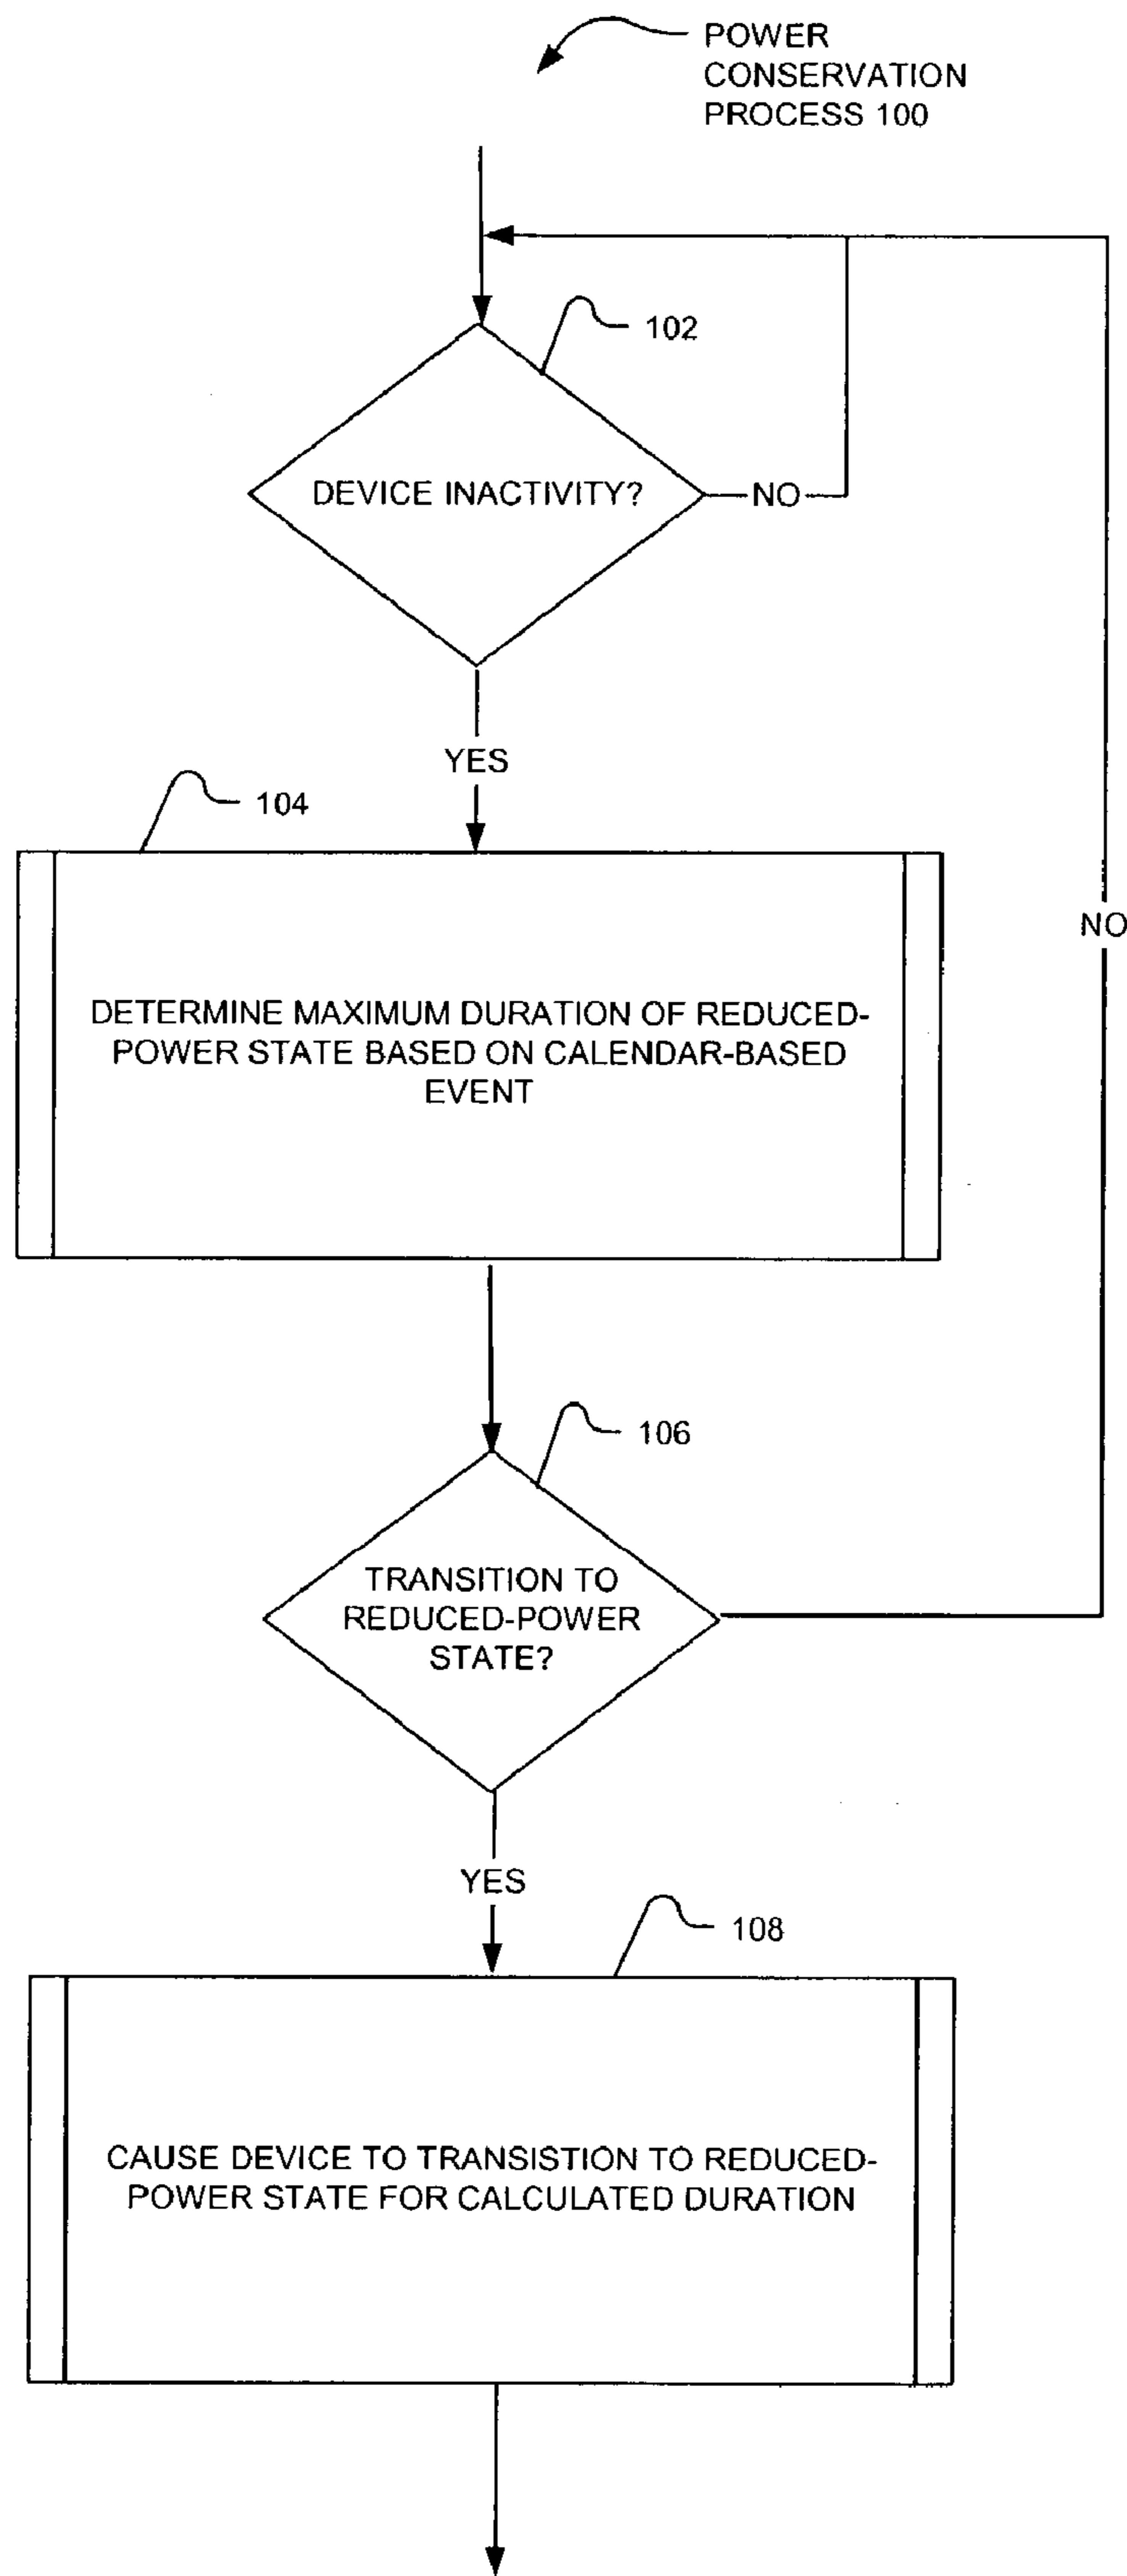 POWER
CONSERVATION
PROCESS 100
102
DEVICE INACTIVITY?
NO
YES
104
NO
DETERMINE MAXIMUM DURATION OF REDUCED-
POWER STATE BASED ON CALENDAR-BASED
EVENT
106
TRANSITION TO
REDUCED-POWER
STATE?
YES
108
CAUSE DEVICE TO TRANSISTION TO REDUCED-
POWER STATE FOR CALCULATED DURATION